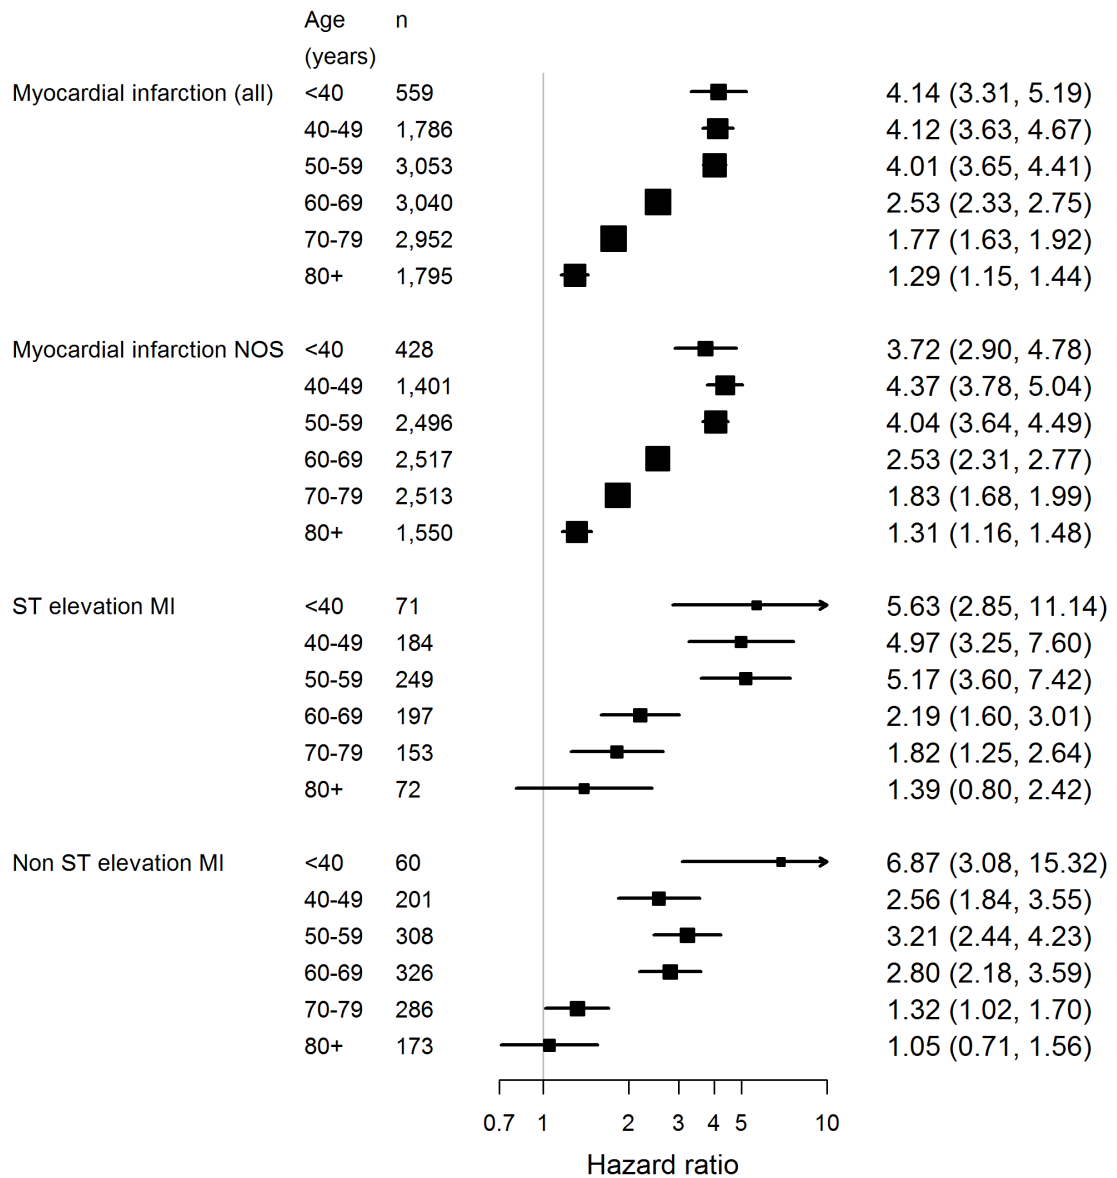 Age n
(years)
Myocardial infarction (all) <40 559 4.14 (3.31, 5.19)
40-49 1,786 4.12 (3.63, 4.67)
50-59 3,053 4.01 (3.65, 4.41)
60-69 3,040 2.53 (2.33, 2.75)
70-79 2,952 1.77 (1.63, 1.92)
80+ 1,795 1.29 (1.15, 1.44)
Myocardial infarction NOS <40 428 3.72 (2.90, 4.78)
40-49 1,401 4.37 (3.78, 5.04)
50-59 2,496 4.04 (3.64, 4.49)
60-69 2,517 2.53 (2.31, 2.77)
70-79 2,513 1.83 (1.68, 1.99)
80+ 1,550 1.31 (1.16, 1.48)
ST elevation MI <40 71 5.63 (2.85, 11.14)
40-49 184 4.97 (3.25, 7.60)
50-59 249 5.17 (3.60, 7.42)
60-69 197 2.19 (1.60, 3.01)
70-79 153 1.82 (1.25, 2.64)
80+ 72 1.39 (0.80, 2.42)
Non ST elevation MI <40 60 6.87 (3.08, 15.32)
40-49 201 2.56 (1.84, 3.55)
50-59 308 3.21 (2.44, 4.23)
60-69 326 2.80 (2.18, 3.59)
70-79 286 1.32 (1.02, 1.70)
80+ 173 1.05 (0.71, 1.56)
0.7 1 2 3 4 5 10
Hazard ratio